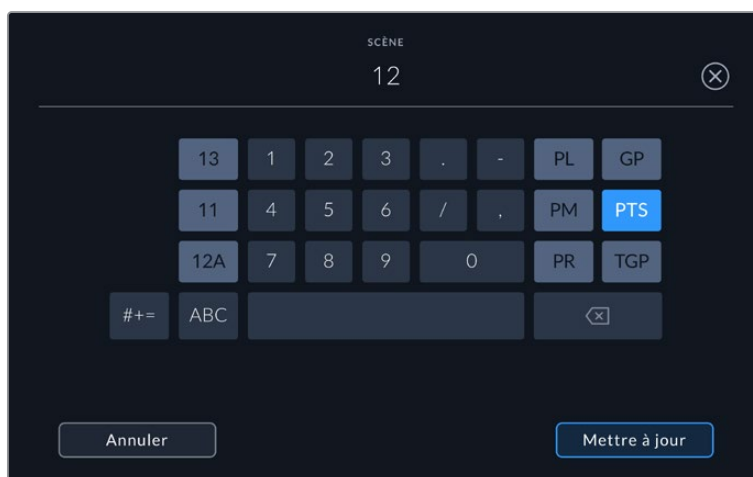 SCÈNE
12
13 1 2 3 . - PL GP
11 4 5 6 / , PM PTS
12A 7 8 9 0 PR TGP
#+= ABC
Annuler Mettre à jour